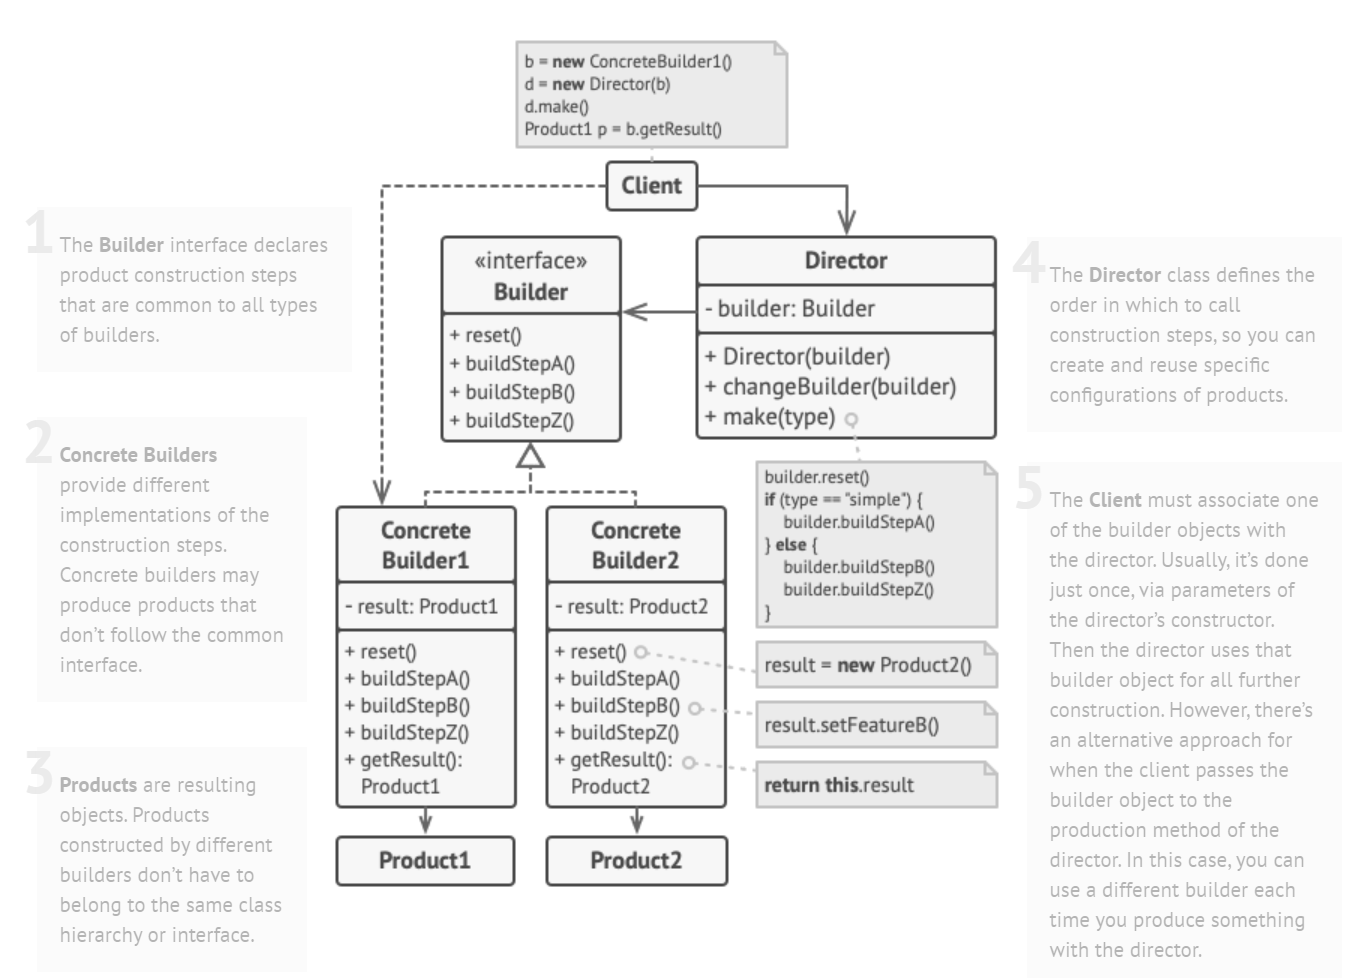 b = new ConcreteBuilder1()
d = new Director(b)
d.make()
Product1 p = b.getResult()
Client
1
The Builder interface declares
product construction steps
that are common to all types
of builders.
«interface»
Builder
+ reset()
+ buildStepA()
+ buildStepB()
+ buildStepZ()
Director
- builder: Builder
+ Director(builder)
+ changeBuilder(builder)
+ make(type)
4
The Director class defines the
order in which to call
construction steps, so you can
create and reuse specific
configurations of products.
2
Concrete Builders
provide different
implementations of the
construction steps.
Concrete builders may
produce products that
don't follow the common
interface.
builder.reset()
if (type == "simple") {
builder.buildStepA()
} else {
builder.buildStepB()
builder.buildStepZ()
}
Concrete
Builder1
- result: Product1
+ reset()
+ buildStepA()
+ buildStepB()
+ buildStepZ()
+ getResult():
Product1
Concrete
Builder2
- result: Product2
+ reset()
+ buildStepA()
+ buildStepB()
+ buildStepZ()
+ getResult():
Product2
result = new Product2()
result.setFeatureB()
return this.result
3
Products are resulting
objects. Products
constructed by different
builders don't have to
belong to the same class
hierarchy or interface.
Product1
Product2
5
The Client must associate one
of the builder objects with
the director. Usually, it's done
just once, via parameters of
the director's constructor.
Then the director uses that
builder object for all further
construction. However, there's
an alternative approach for
when the client passes the
builder object to the
production method of the
director. In this case, you can
use a different builder each
time you produce something
with the director.